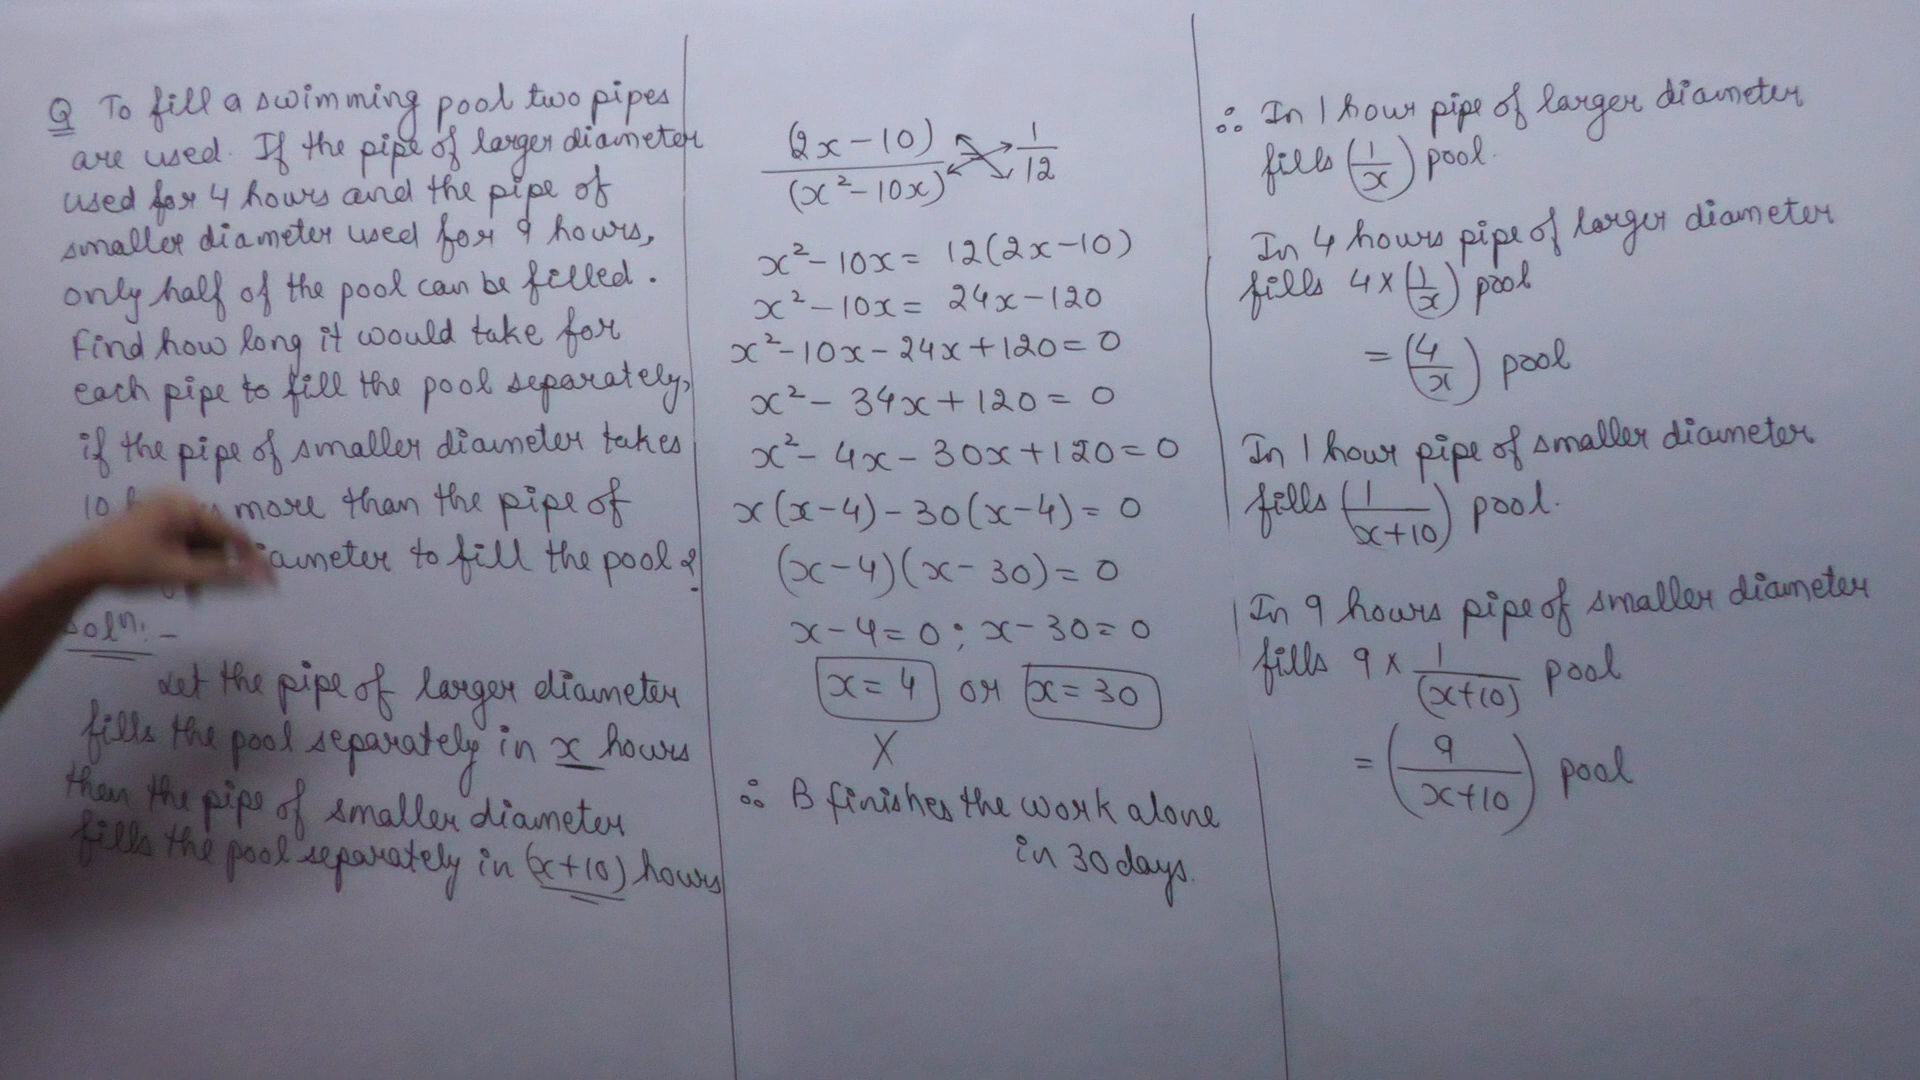 Q To fill a swimming pool two pipes
are used. If the pipe of larger diameter
used for 4 hours and the pipe of
smaller diameter used for 9 hours,
only half of the pool can be filled.
Find how long it would take for
each pipe to fill the pool separately,
if the pipe of smaller diameter takes
10 more than the pipe of
diameter to fill the pool?
Soln:-
Let the pipe of larger diameter
fills the pool separately in x hours
then the pipe of smaller diameter
fills the pool separately in (x+10) hours
(2x-10) 1
(x²-10x) 12
x²-10x = 12(2x-10)
x²-10x = 24x-120
x²-10x-24x+120=0
x²-34x+120=0
x²-4x-30x+120=0
x(x-4)-30(x-4)=0
(x-4)(x-30)=0
x-4=0; x-30=0
x=4 or x=30
X
∴ B finishes the work alone
in 30 days.
∴ In 1 hour pipe of larger diameter
fills (1/x) pool.
In 4 hours pipe of larger diameter
fills 4×(1/x) pool
= (4/x) pool
In 1 hour pipe of smaller diameter
fills (1/x+10) pool.
In 9 hours pipe of smaller diameter
fills 9 × 1/(x+10) pool
= (9/x+10) pool